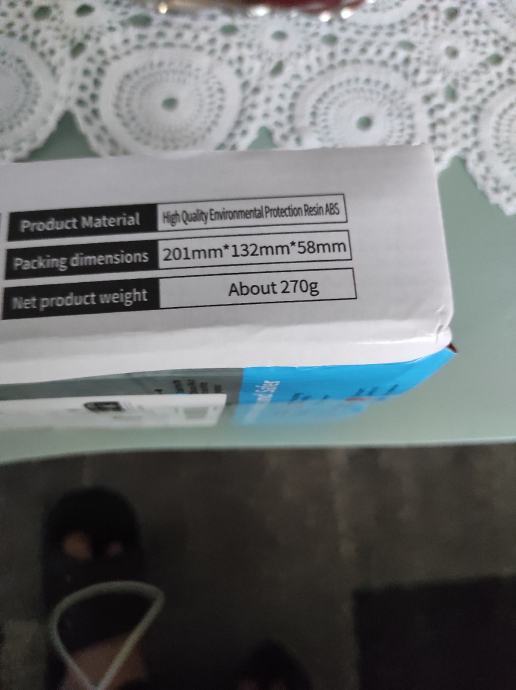 Product Material High Quality Environmental Protection Resin ABS
Packing dimensions 201mm*132mm*58mm
Net product weight About 270g